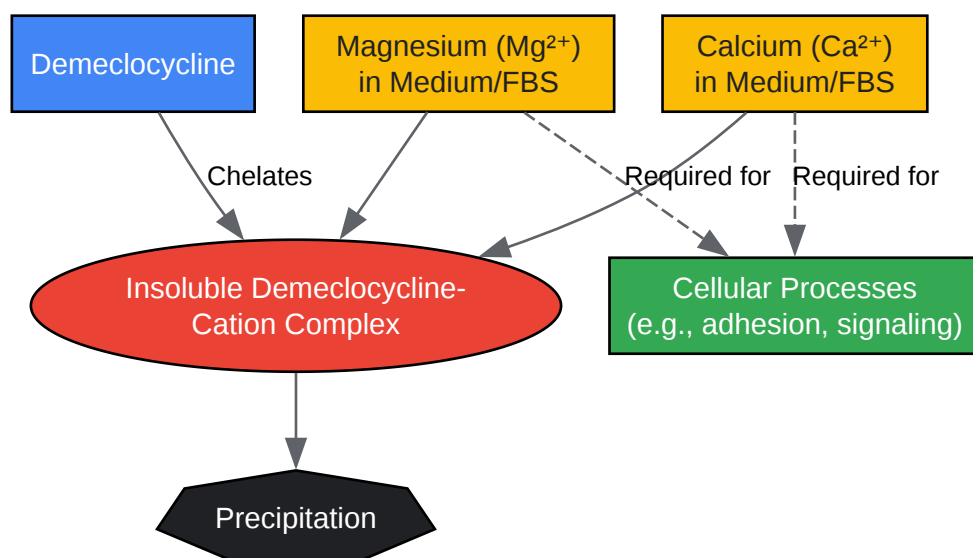 Demeclocycline
Magnesium (Mg²⁺)
in Medium/FBS
Calcium (Ca²⁺)
in Medium/FBS
Chelates
Required for
Required for
Insoluble Demeclocycline-
Cation Complex
Cellular Processes
(e.g., adhesion, signaling)
Precipitation